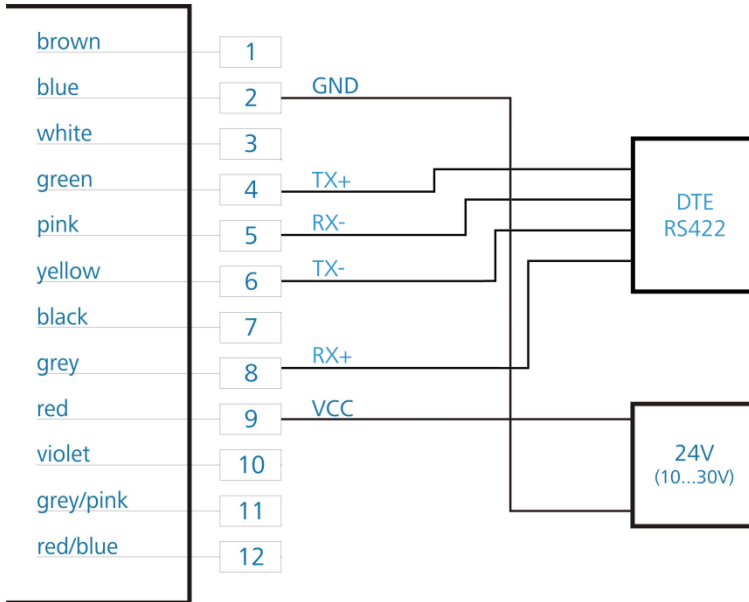 brown 1
blue 2 GND
white 3
green 4 TX+
pink 5 RX-
yellow 6 TX-
black 7
grey 8 RX+
red 9 VCC
violet 10
grey/pink 11
red/blue 12
DTE
RS422
24V
(10...30V)